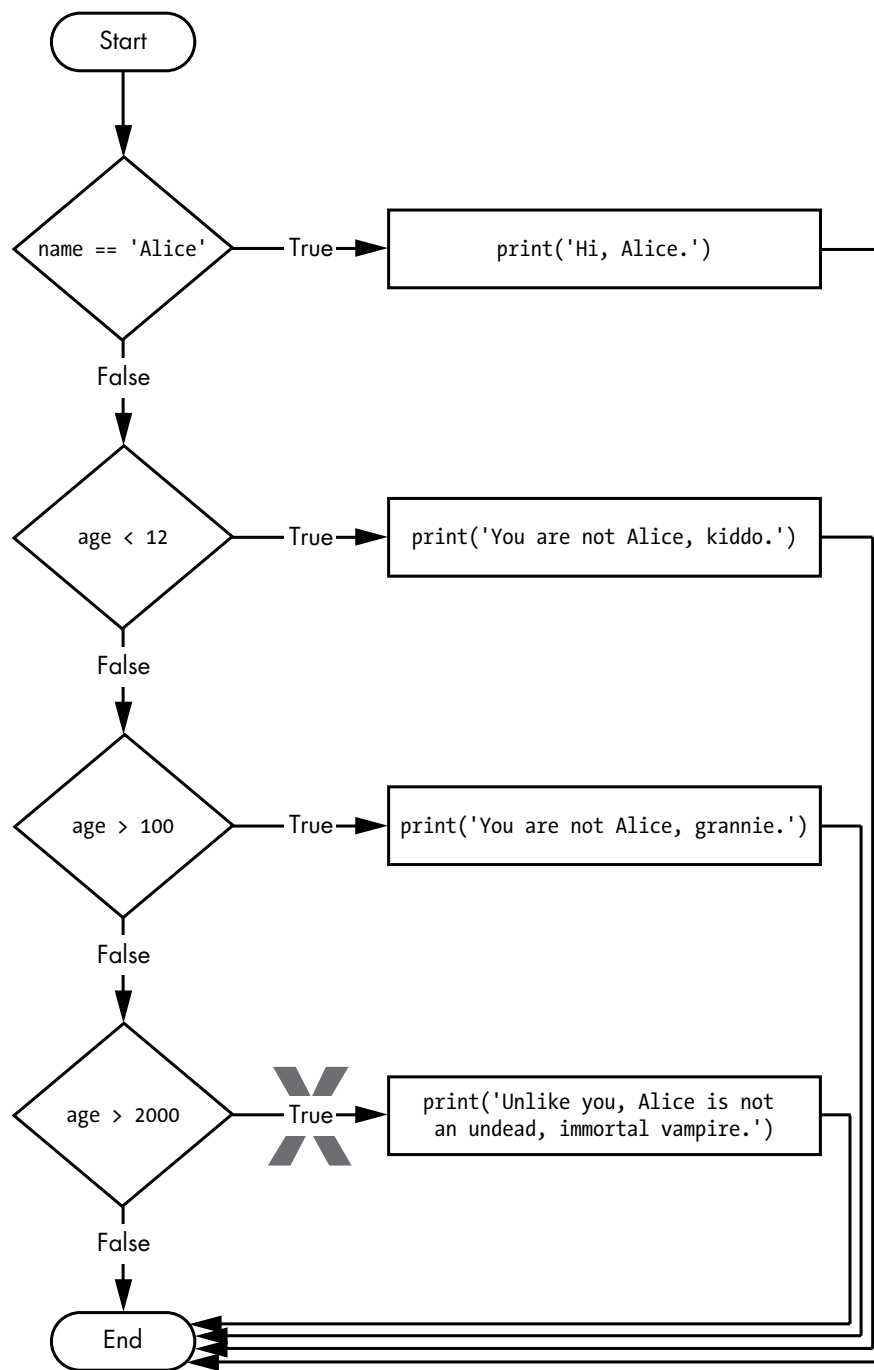 Start
name == 'Alice'
True
print('Hi, Alice.')
False
age < 12
True
print('You are not Alice, kiddo.')
False
age > 100
True
print('You are not Alice, grannie.')
False
age > 2000
True
print('Unlike you, Alice is not
an undead, immortal vampire.')
False
End